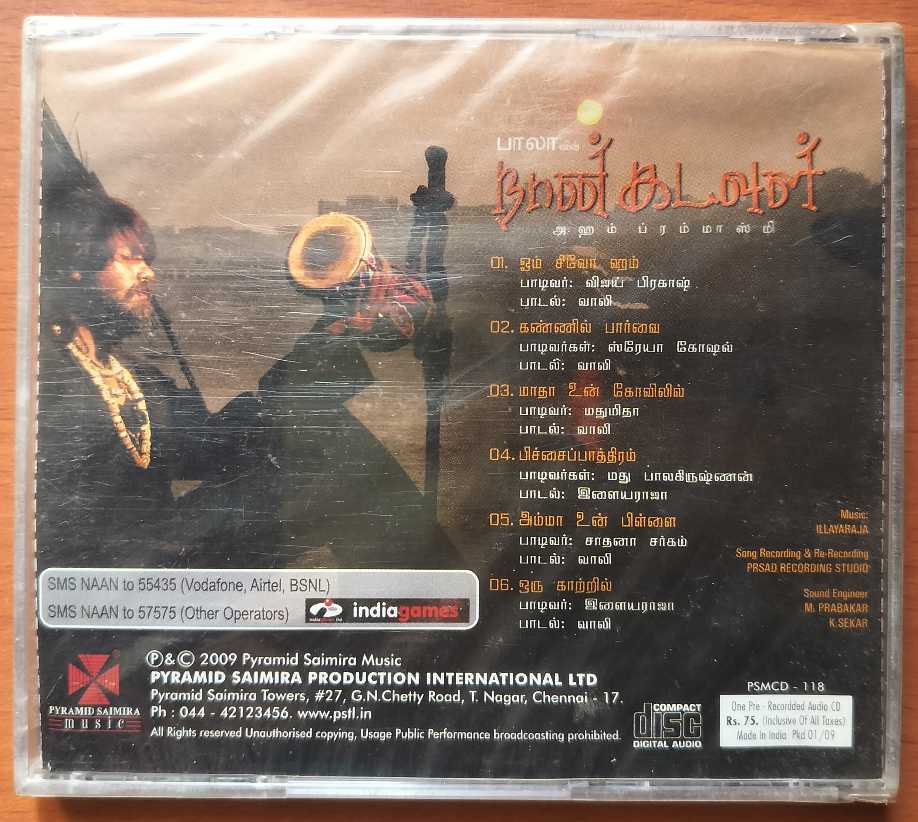 பாலாவின்
நான் கடவுள்
அஹம் ப்ரம்மாஸ்மி
01. ஓம் சிவோ ஹம்
பாடியவர்: விஜய் பிரகாஷ்
பாடல்: வாலி
02. கண்ணில் பார்வை
பாடிவர்கள்: ஸ்ரேயா கோஷல்
பாடல்: வாலி
03. மாதா உன் கோவிலில்
பாடிவர்: மதுமிதா
பாடல்: வாலி
04. பிச்சைப்பாத்திரம்
பாடிவர்கள்: மது பாலகிருஷ்ணன்
பாடல்: இளையராஜா
05. அம்மா உன் பிள்ளை
பாடிவர்: சாதனா சர்கம்
பாடல்: வாலி
06. ஒரு காற்றில்
பாடிவர்: இளையராஜா
பாடல்: வாலி
Music:
ILLAYARAJA
Song Recording & Re-Recording
PRSAD RECORDING STUDIO
Sound Engineer
M. PRABAKAR
K.SEKAR
SMS NAAN to 55435 (Vodafone, Airtel, BSNL)
SMS NAAN to 57575 (Other Operators)
indiagames
PYRAMID SAIMIRA
music
℗ & © 2009 Pyramid Saimira Music
PYRAMID SAIMIRA PRODUCTION INTERNATIONAL LTD
Pyramid Saimira Towers, #27, G.N.Chetty Road, T. Nagar, Chennai - 17.
Ph : 044 - 42123456. www.pstl.in
All Rights reserved Unauthorised copying, Usage Public Performance broadcoasting prohibited.
COMPACT
disc
DIGITAL AUDIO
PSMCD - 118
One Pre - Recordded Audio CD
Rs. 75. (Inclusive Of All Taxes)
Made in India Pkd 01/09